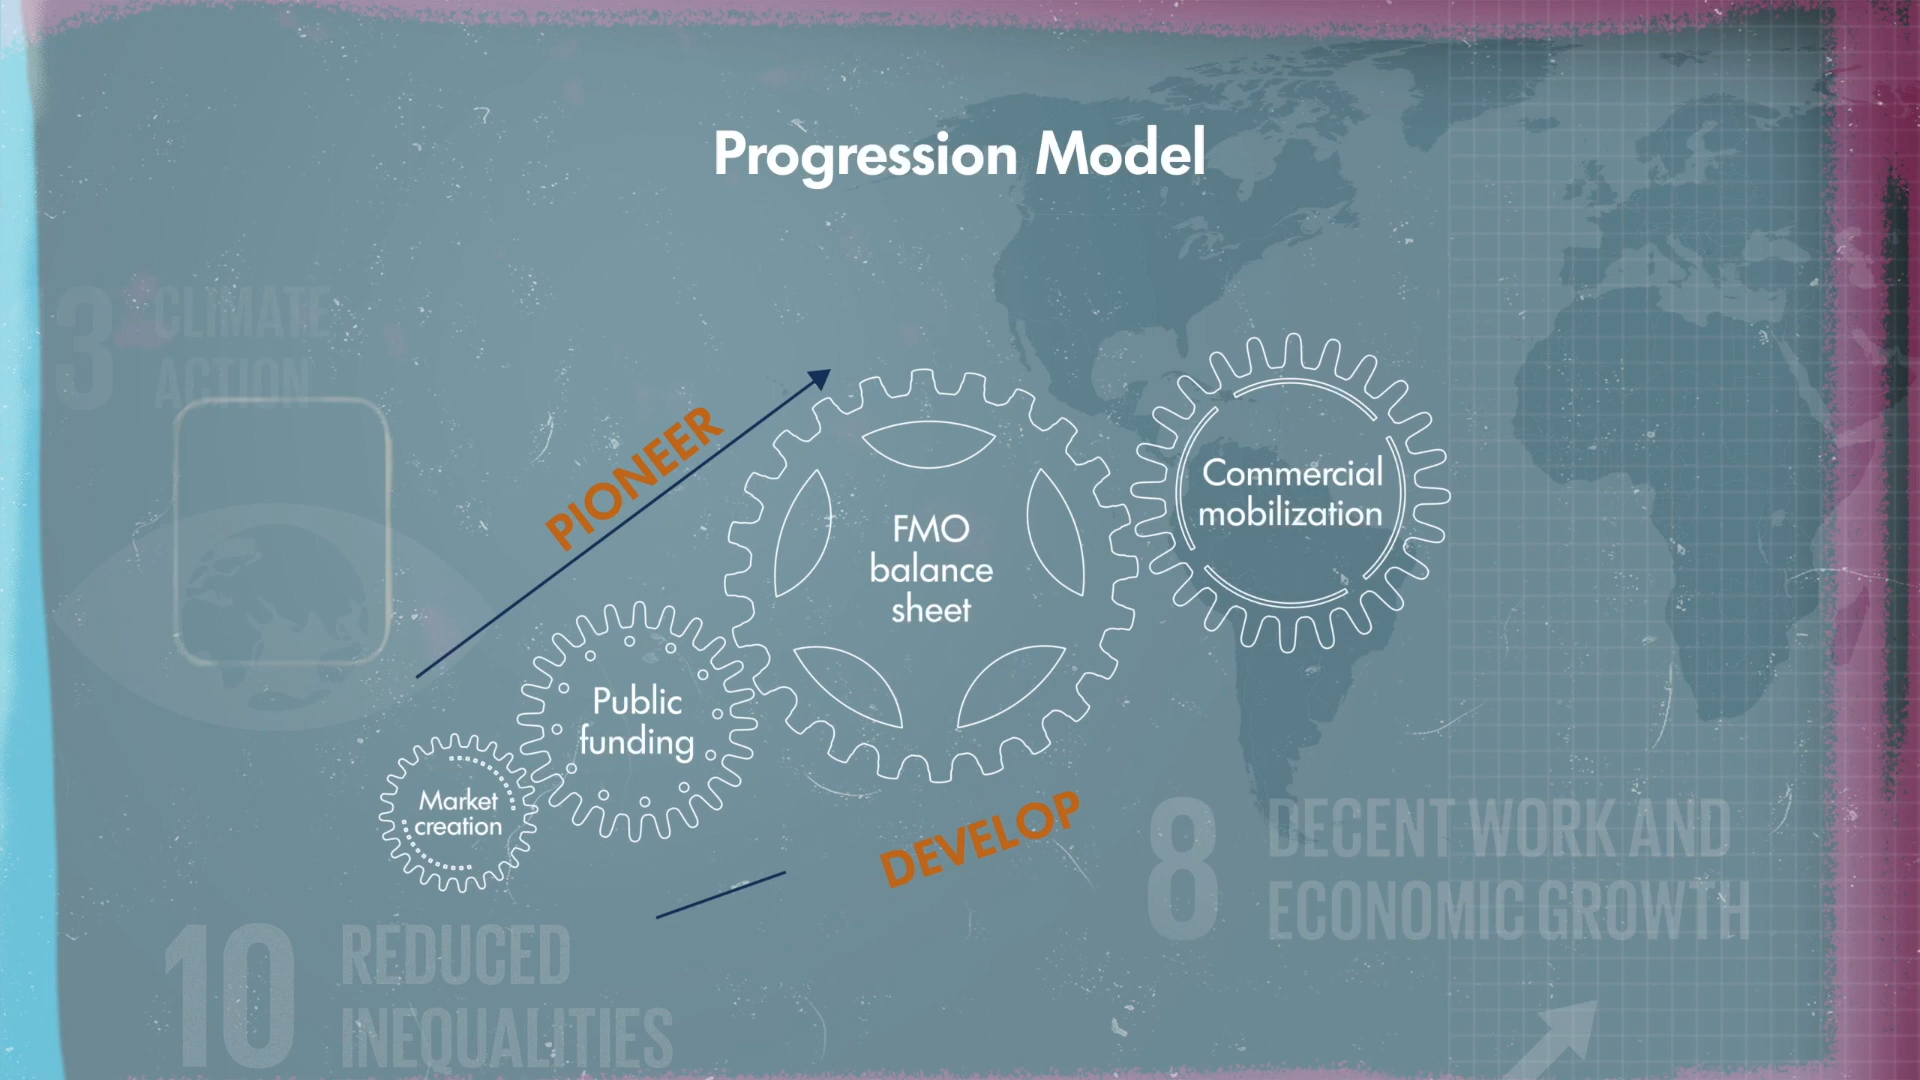 Progression Model
3 CLIMATE
ACTION
PIONEER
Commercial
mobilization
FMO
balance
sheet
Public
funding
Market
creation
DEVELOP
8 DECENT WORK AND
ECONOMIC GROWTH
10 REDUCED
INEQUALITIES